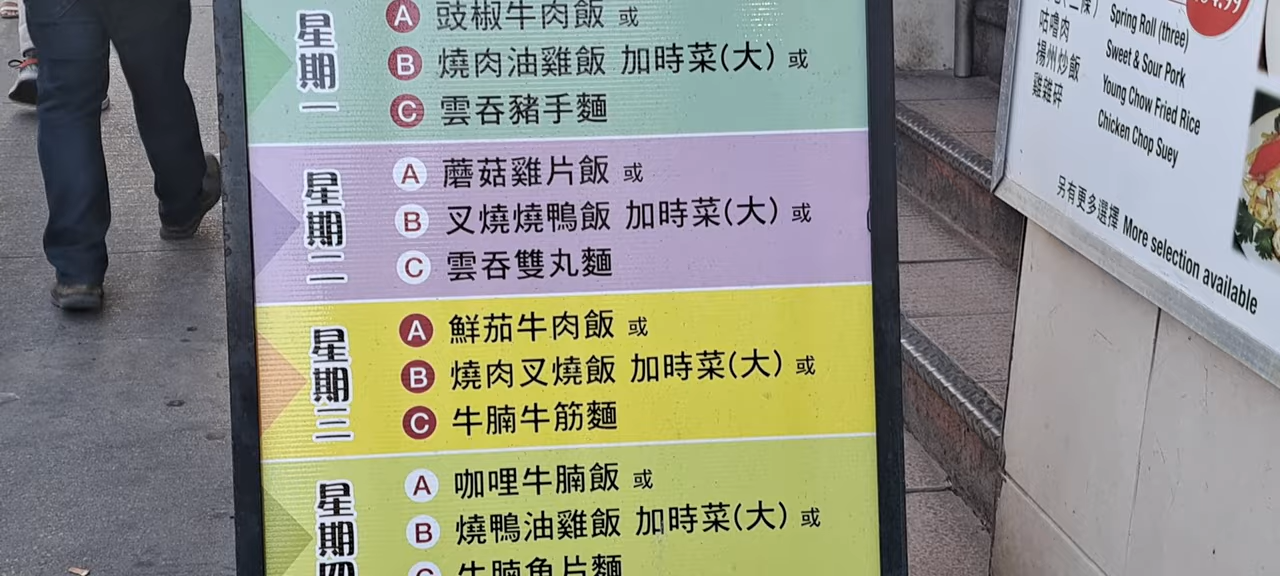 星期一
A 豉椒牛肉飯 或
B 燒肉油雞飯 加時菜(大) 或
C 雲吞豬手麵
星期二
A 蘑菇雞片飯 或
B 叉燒燒鴨飯 加時菜(大) 或
C 雲吞雙丸麵
星期三
A 鮮茄牛肉飯 或
B 燒肉叉燒飯 加時菜(大) 或
C 牛腩牛筋麵
星期四
A 咖哩牛腩飯 或
B 燒鴨油雞飯 加時菜(大) 或
C 牛腩魚片麵
Spring Roll (three)
咕嚕肉 Sweet & Sour Pork
揚州炒飯 Young Chow Fried Rice
雞雜碎 Chicken Chop Suey
另有更多選擇 More selection available